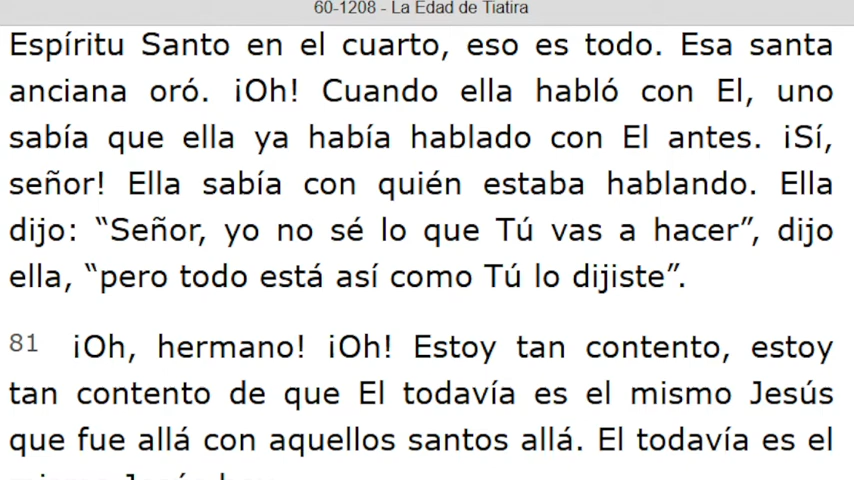 60-1208 - La Edad de Tiatira
Espíritu Santo en el cuarto, eso es todo. Esa santa
anciana oró. ¡Oh! Cuando ella habló con El, uno
sabía que ella ya había hablado con El antes. ¡Sí,
señor! Ella sabía con quién estaba hablando. Ella
dijo: “Señor, yo no sé lo que Tú vas a hacer”, dijo
ella, “pero todo está así como Tú lo dijiste”.
81 ¡Oh, hermano! ¡Oh! Estoy tan contento, estoy
tan contento de que El todavía es el mismo Jesús
que fue allá con aquellos santos allá. El todavía es el